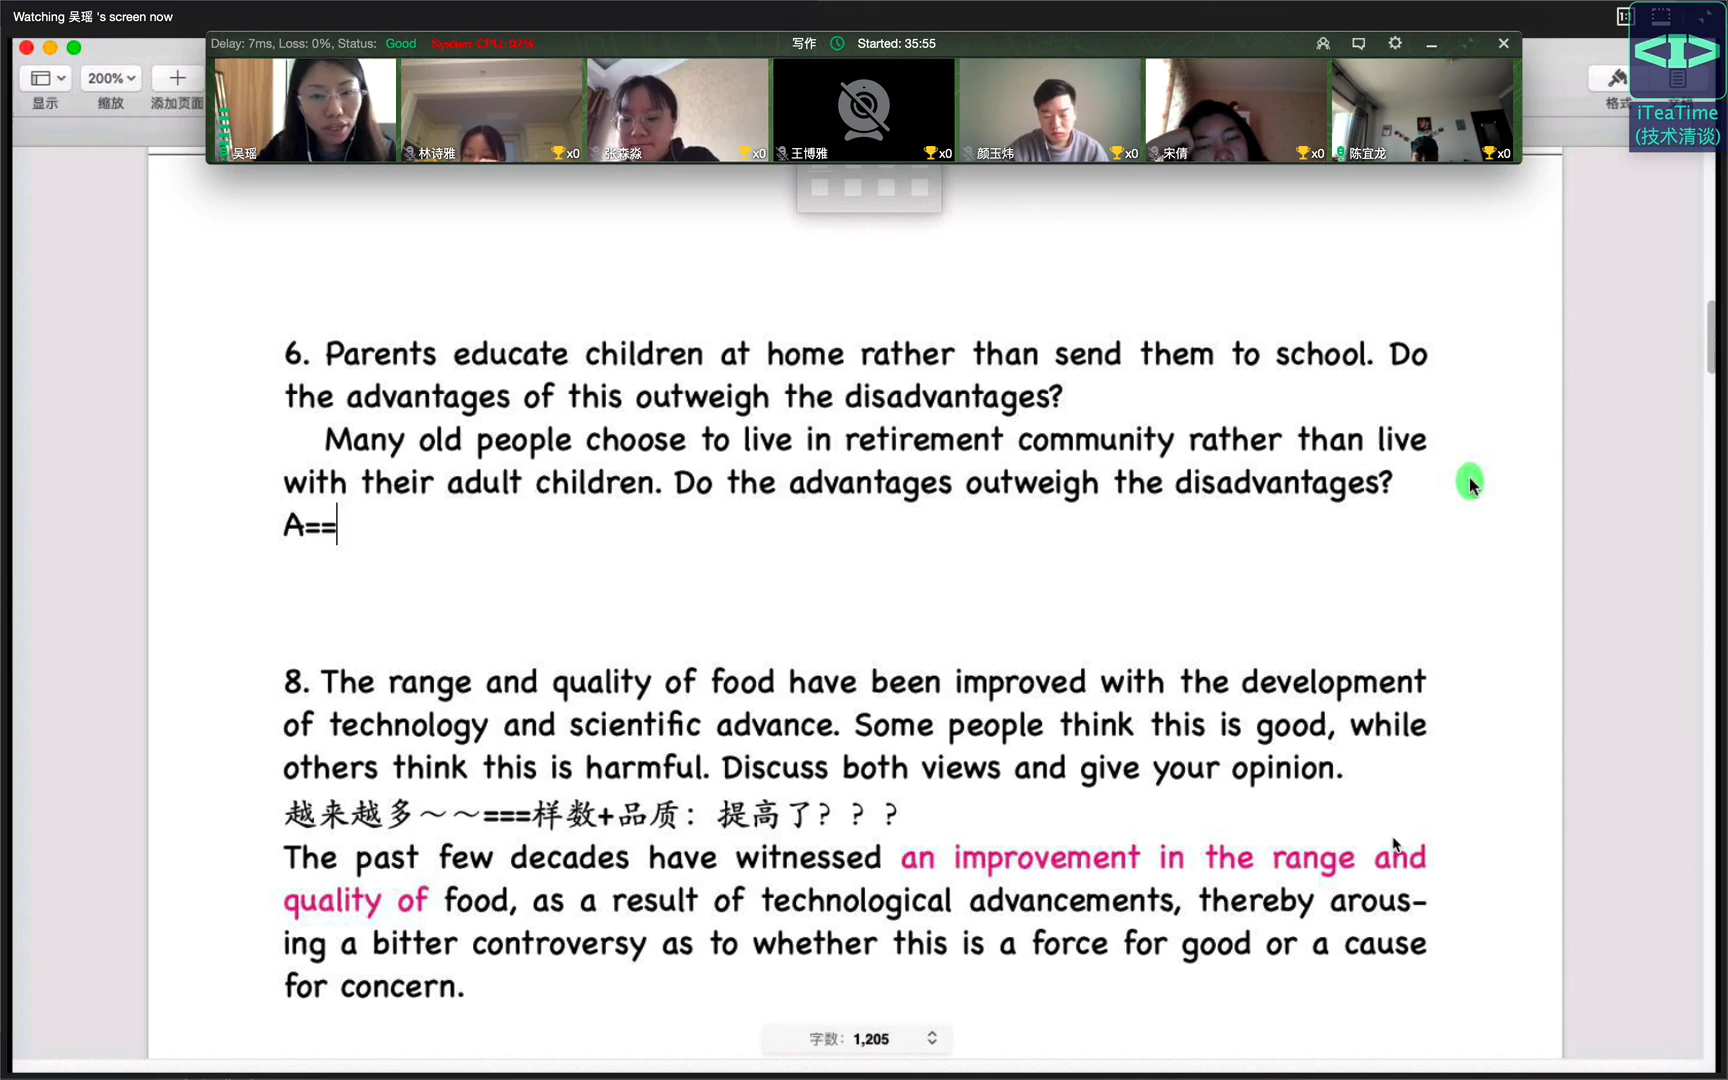 Watching 吴瑶 's screen now
Delay: 7ms, Loss: 0%, Status: Good System CPU: 92% 写作 Started: 35:55
200%
显示 缩放 添加页面 格式
吴瑶 林诗雅 x0 张森淼 x0 王博雅 x0 颜玉炜 x0 宋倩 x0 陈宜龙 x0
iTeaTime
(技术清谈)
6. Parents educate children at home rather than send them to school. Do
the advantages of this outweigh the disadvantages?
Many old people choose to live in retirement community rather than live
with their adult children. Do the advantages outweigh the disadvantages?
A==
8. The range and quality of food have been improved with the development
of technology and scientific advance. Some people think this is good, while
others think this is harmful. Discuss both views and give your opinion.
越来越多～～===样数+品质：提高了？？？
The past few decades have witnessed an improvement in the range and
quality of food, as a result of technological advancements, thereby arous-
ing a bitter controversy as to whether this is a force for good or a cause
for concern.
字数: 1,205